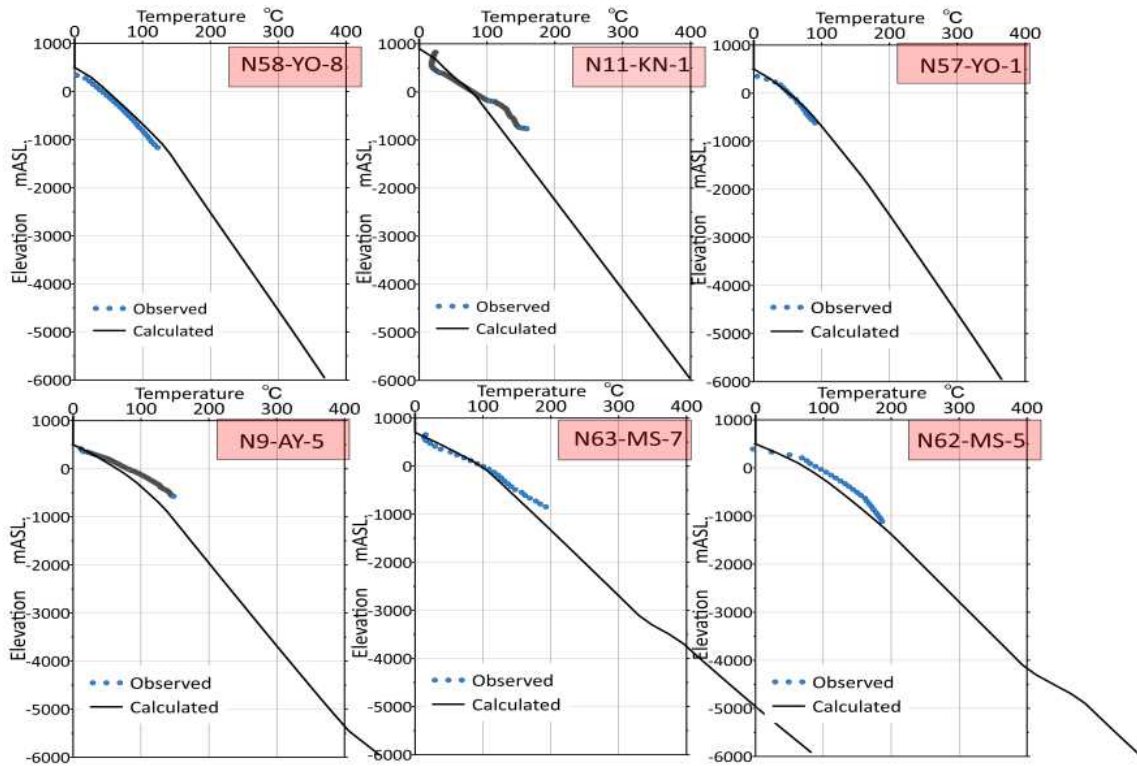 Temperature °C
0 100 200 300 400
1000
0
-1000
-2000
-3000
-4000
-5000
-6000
Elevation mASL,
N58-YO-8
Observed
Calculated
Temperature °C
0 100 200 300 400
1000
0
-1000
-2000
-3000
-4000
-5000
-6000
Elevation mASL,
N11-KN-1
Observed
Calculated
Temperature °C
0 100 200 300 400
1000
0
-1000
-2000
-3000
-4000
-5000
-6000
Elevation mASL,
N57-YO-1
Observed
Calculated
Temperature °C
0 100 200 300 400
1000
0
-1000
-2000
-3000
-4000
-5000
-6000
Elevation mASL,
N9-AY-5
Observed
Calculated
Temperature °C
0 100 200 300 400
1000
0
-1000
-2000
-3000
-4000
-5000
-6000
Elevation mASL,
N63-MS-7
Observed
Calculated
Temperature °C
0 100 200 300 400
1000
0
-1000
-2000
-3000
-4000
-5000
-6000
Elevation mASL,
N62-MS-5
Observed
Calculated